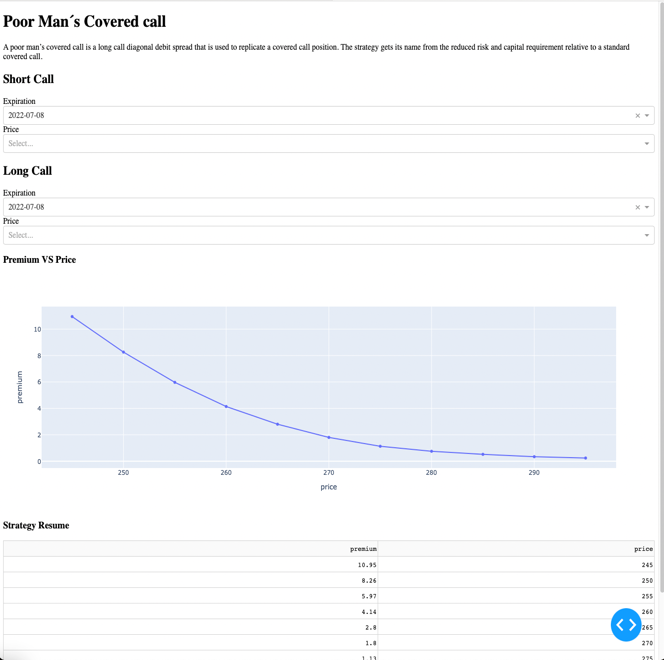 Poor Man´s Covered call
A poor man's covered call is a long call diagonal debit spread that is used to replicate a covered call position. The strategy gets its name from the reduced risk and capital requirement relative to a standard
covered call.
Short Call
Expiration
2022-07-08
Price
Select...
Long Call
Expiration
2022-07-08
Price
Select...
Premium VS Price
10
8
6
4
2
0
premium
250 260 270 280 290
price
Strategy Resume
premium price
10.95 245
8.26 250
5.97 255
4.14 260
2.8 265
1.8 270
1.13 275